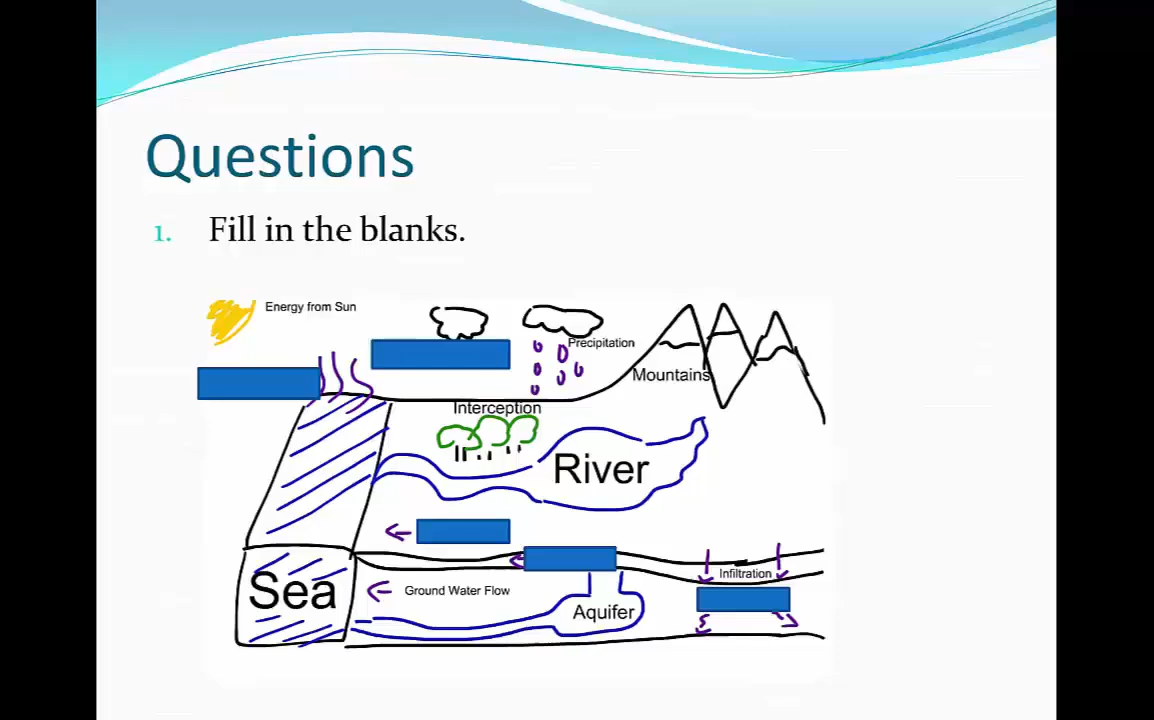 Questions
1. Fill in the blanks.
Energy from Sun
Precipitation
Mountains
Interception
River
Infiltration
Sea
Ground Water Flow
Aquifer